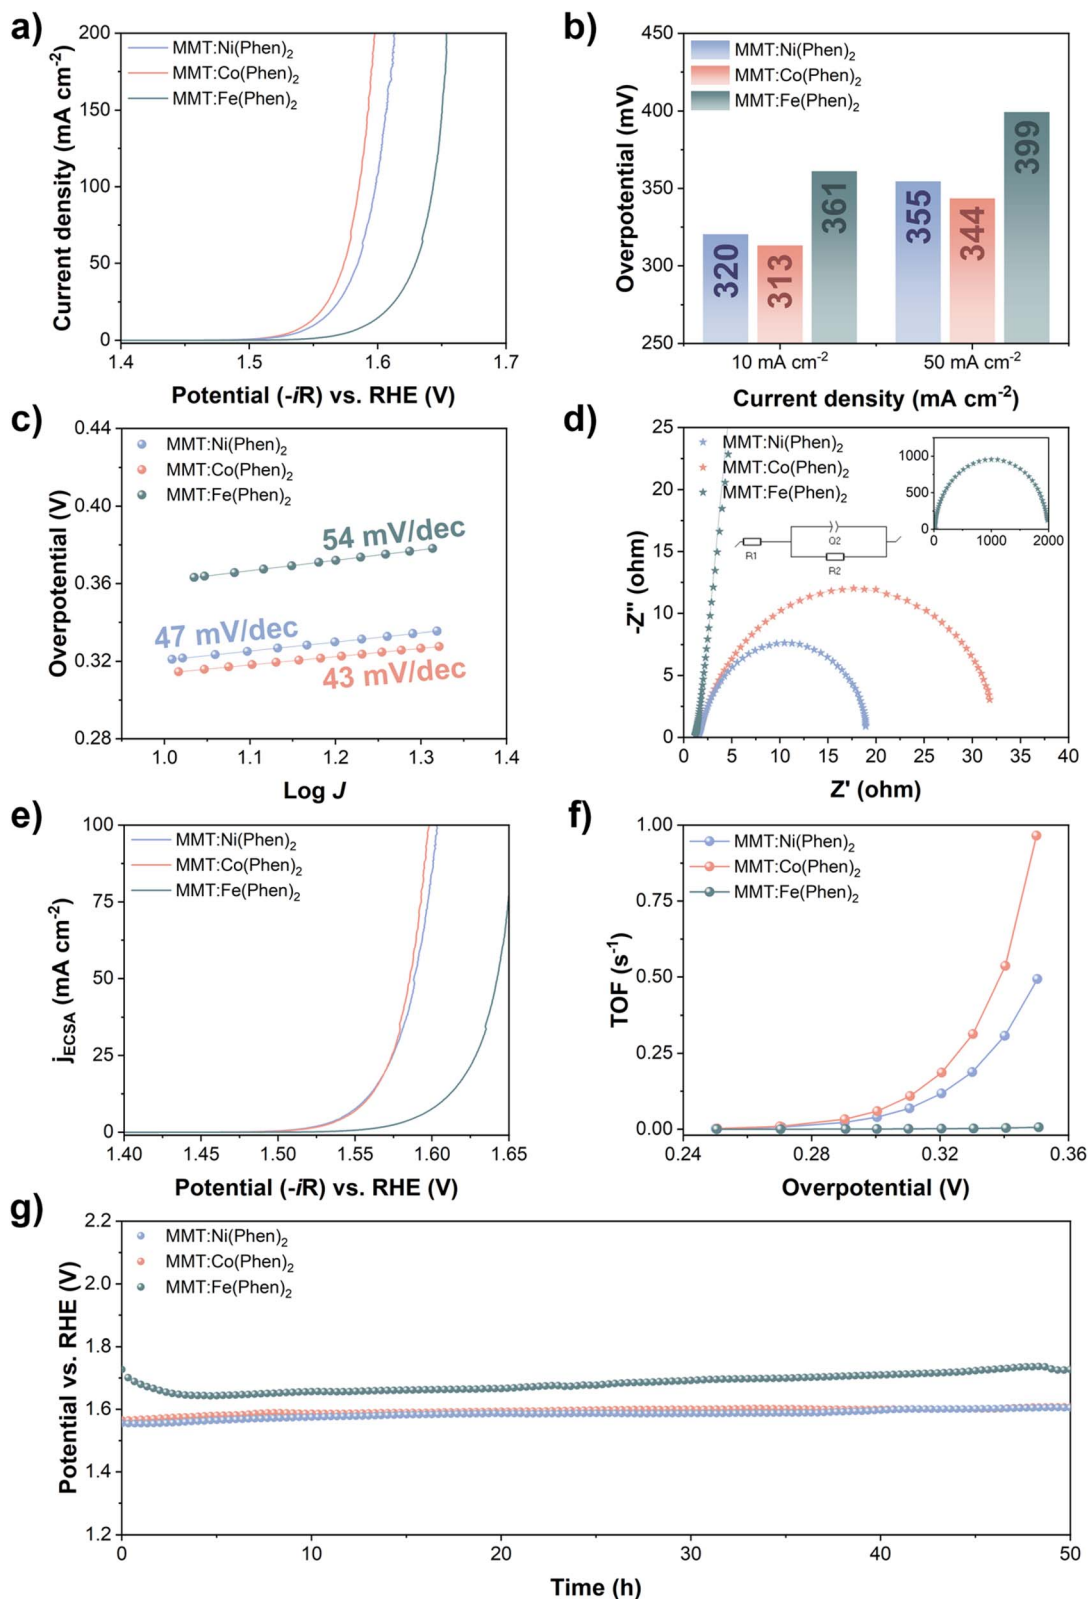 a)
200
150
100
50
0
1.4
1.5
1.6
1.7
Current density (mA cm⁻²)
Potential (-iR) vs. RHE (V)
MMT:Ni(Phen)₂
MMT:Co(Phen)₂
MMT:Fe(Phen)₂
b)
450
400
350
300
250
Overpotential (mV)
MMT:Ni(Phen)₂
MMT:Co(Phen)₂
MMT:Fe(Phen)₂
320
313
361
355
344
399
10 mA cm⁻²
50 mA cm⁻²
Current density (mA cm⁻²)
c)
0.44
0.40
0.36
0.32
0.28
Overpotential (V)
MMT:Ni(Phen)₂
MMT:Co(Phen)₂
MMT:Fe(Phen)₂
54 mV/dec
47 mV/dec
43 mV/dec
1.0
1.1
1.2
1.3
1.4
Log J
d)
25
20
15
10
5
0
-Z'' (ohm)
MMT:Ni(Phen)₂
MMT:Co(Phen)₂
MMT:Fe(Phen)₂
1000
500
0
0
1000
2000
R1
Q2
R2
0
5
10
15
20
25
30
35
40
Z' (ohm)
e)
100
75
50
25
0
jECSA (mA cm⁻²)
MMT:Ni(Phen)₂
MMT:Co(Phen)₂
MMT:Fe(Phen)₂
1.40
1.45
1.50
1.55
1.60
1.65
Potential (-iR) vs. RHE (V)
f)
1.00
0.75
0.50
0.25
0.00
TOF (s⁻¹)
MMT:Ni(Phen)₂
MMT:Co(Phen)₂
MMT:Fe(Phen)₂
0.24
0.28
0.32
0.36
Overpotential (V)
g)
2.2
2.0
1.8
1.6
1.4
1.2
Potential vs. RHE (V)
MMT:Ni(Phen)₂
MMT:Co(Phen)₂
MMT:Fe(Phen)₂
0
10
20
30
40
50
Time (h)